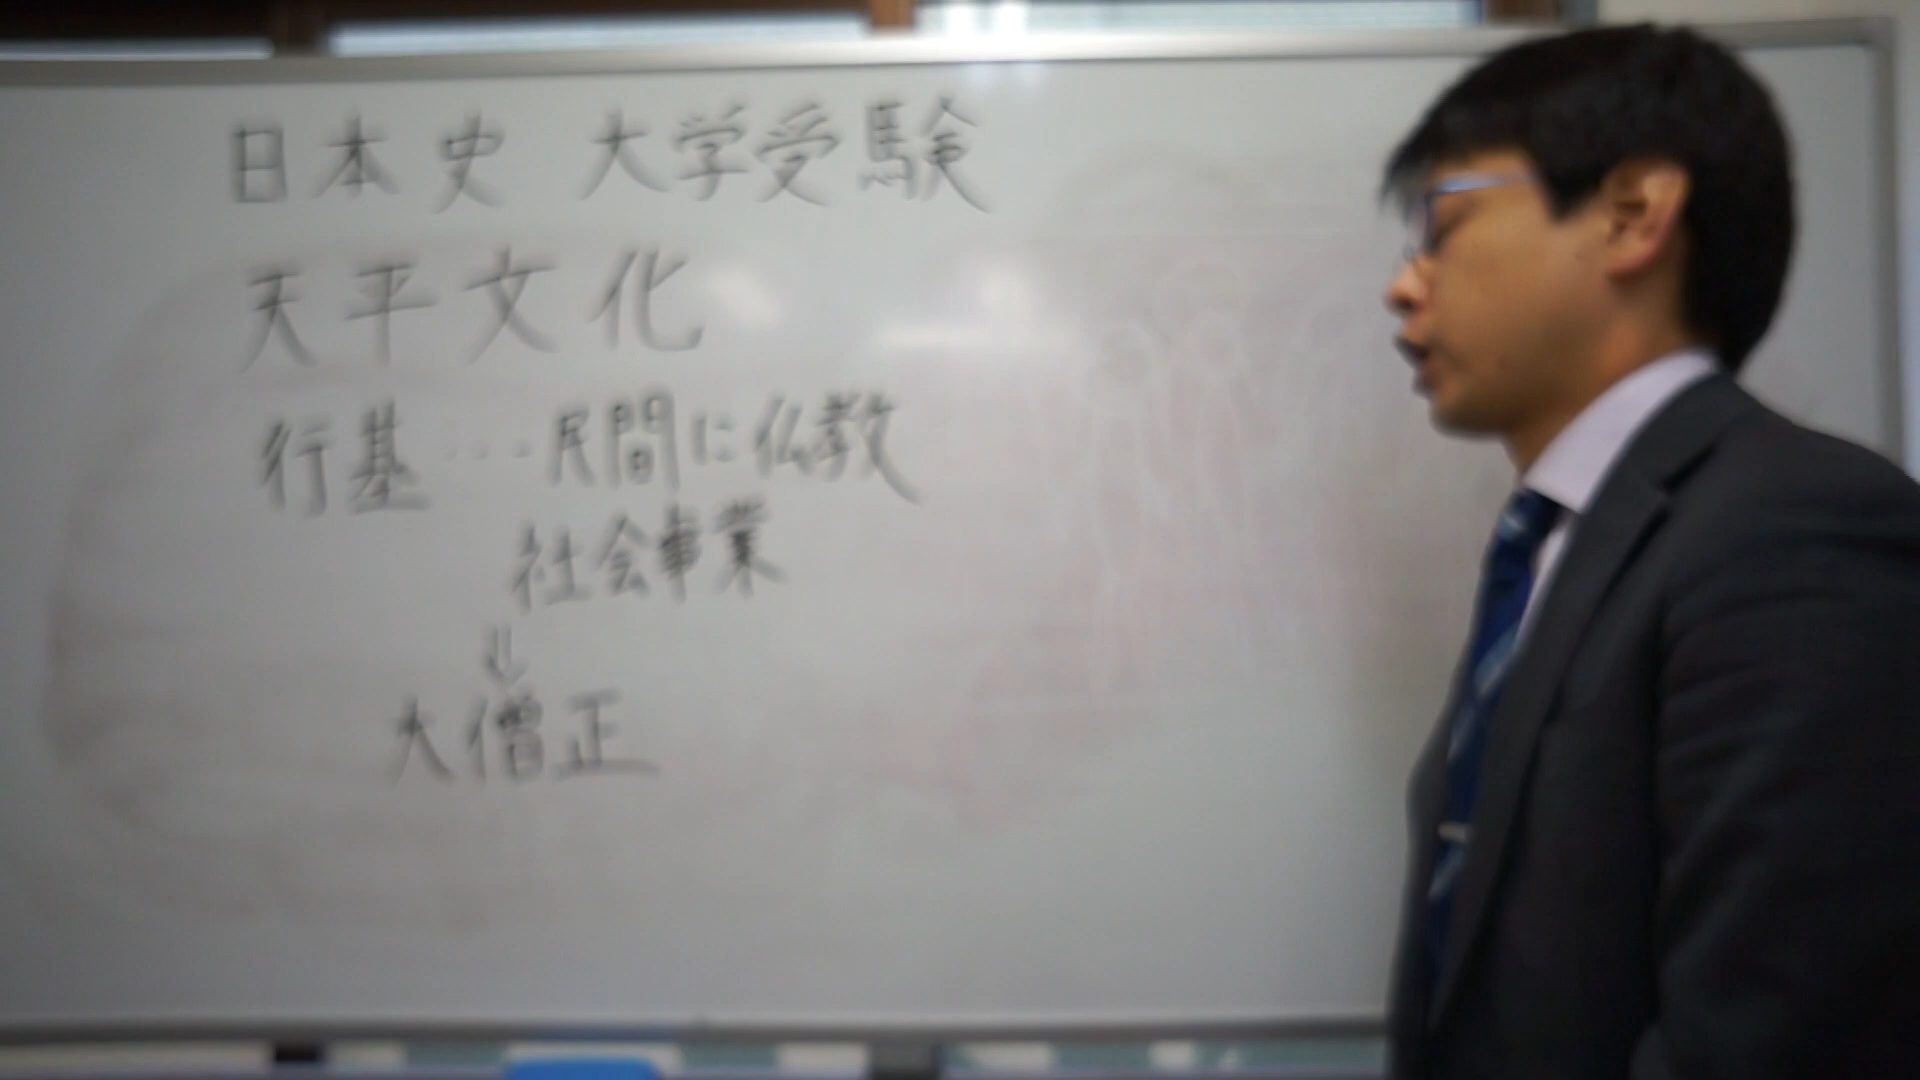 日本史 大学受験
天平文化
行基…民間に仏教
社会事業
⇓
大僧正